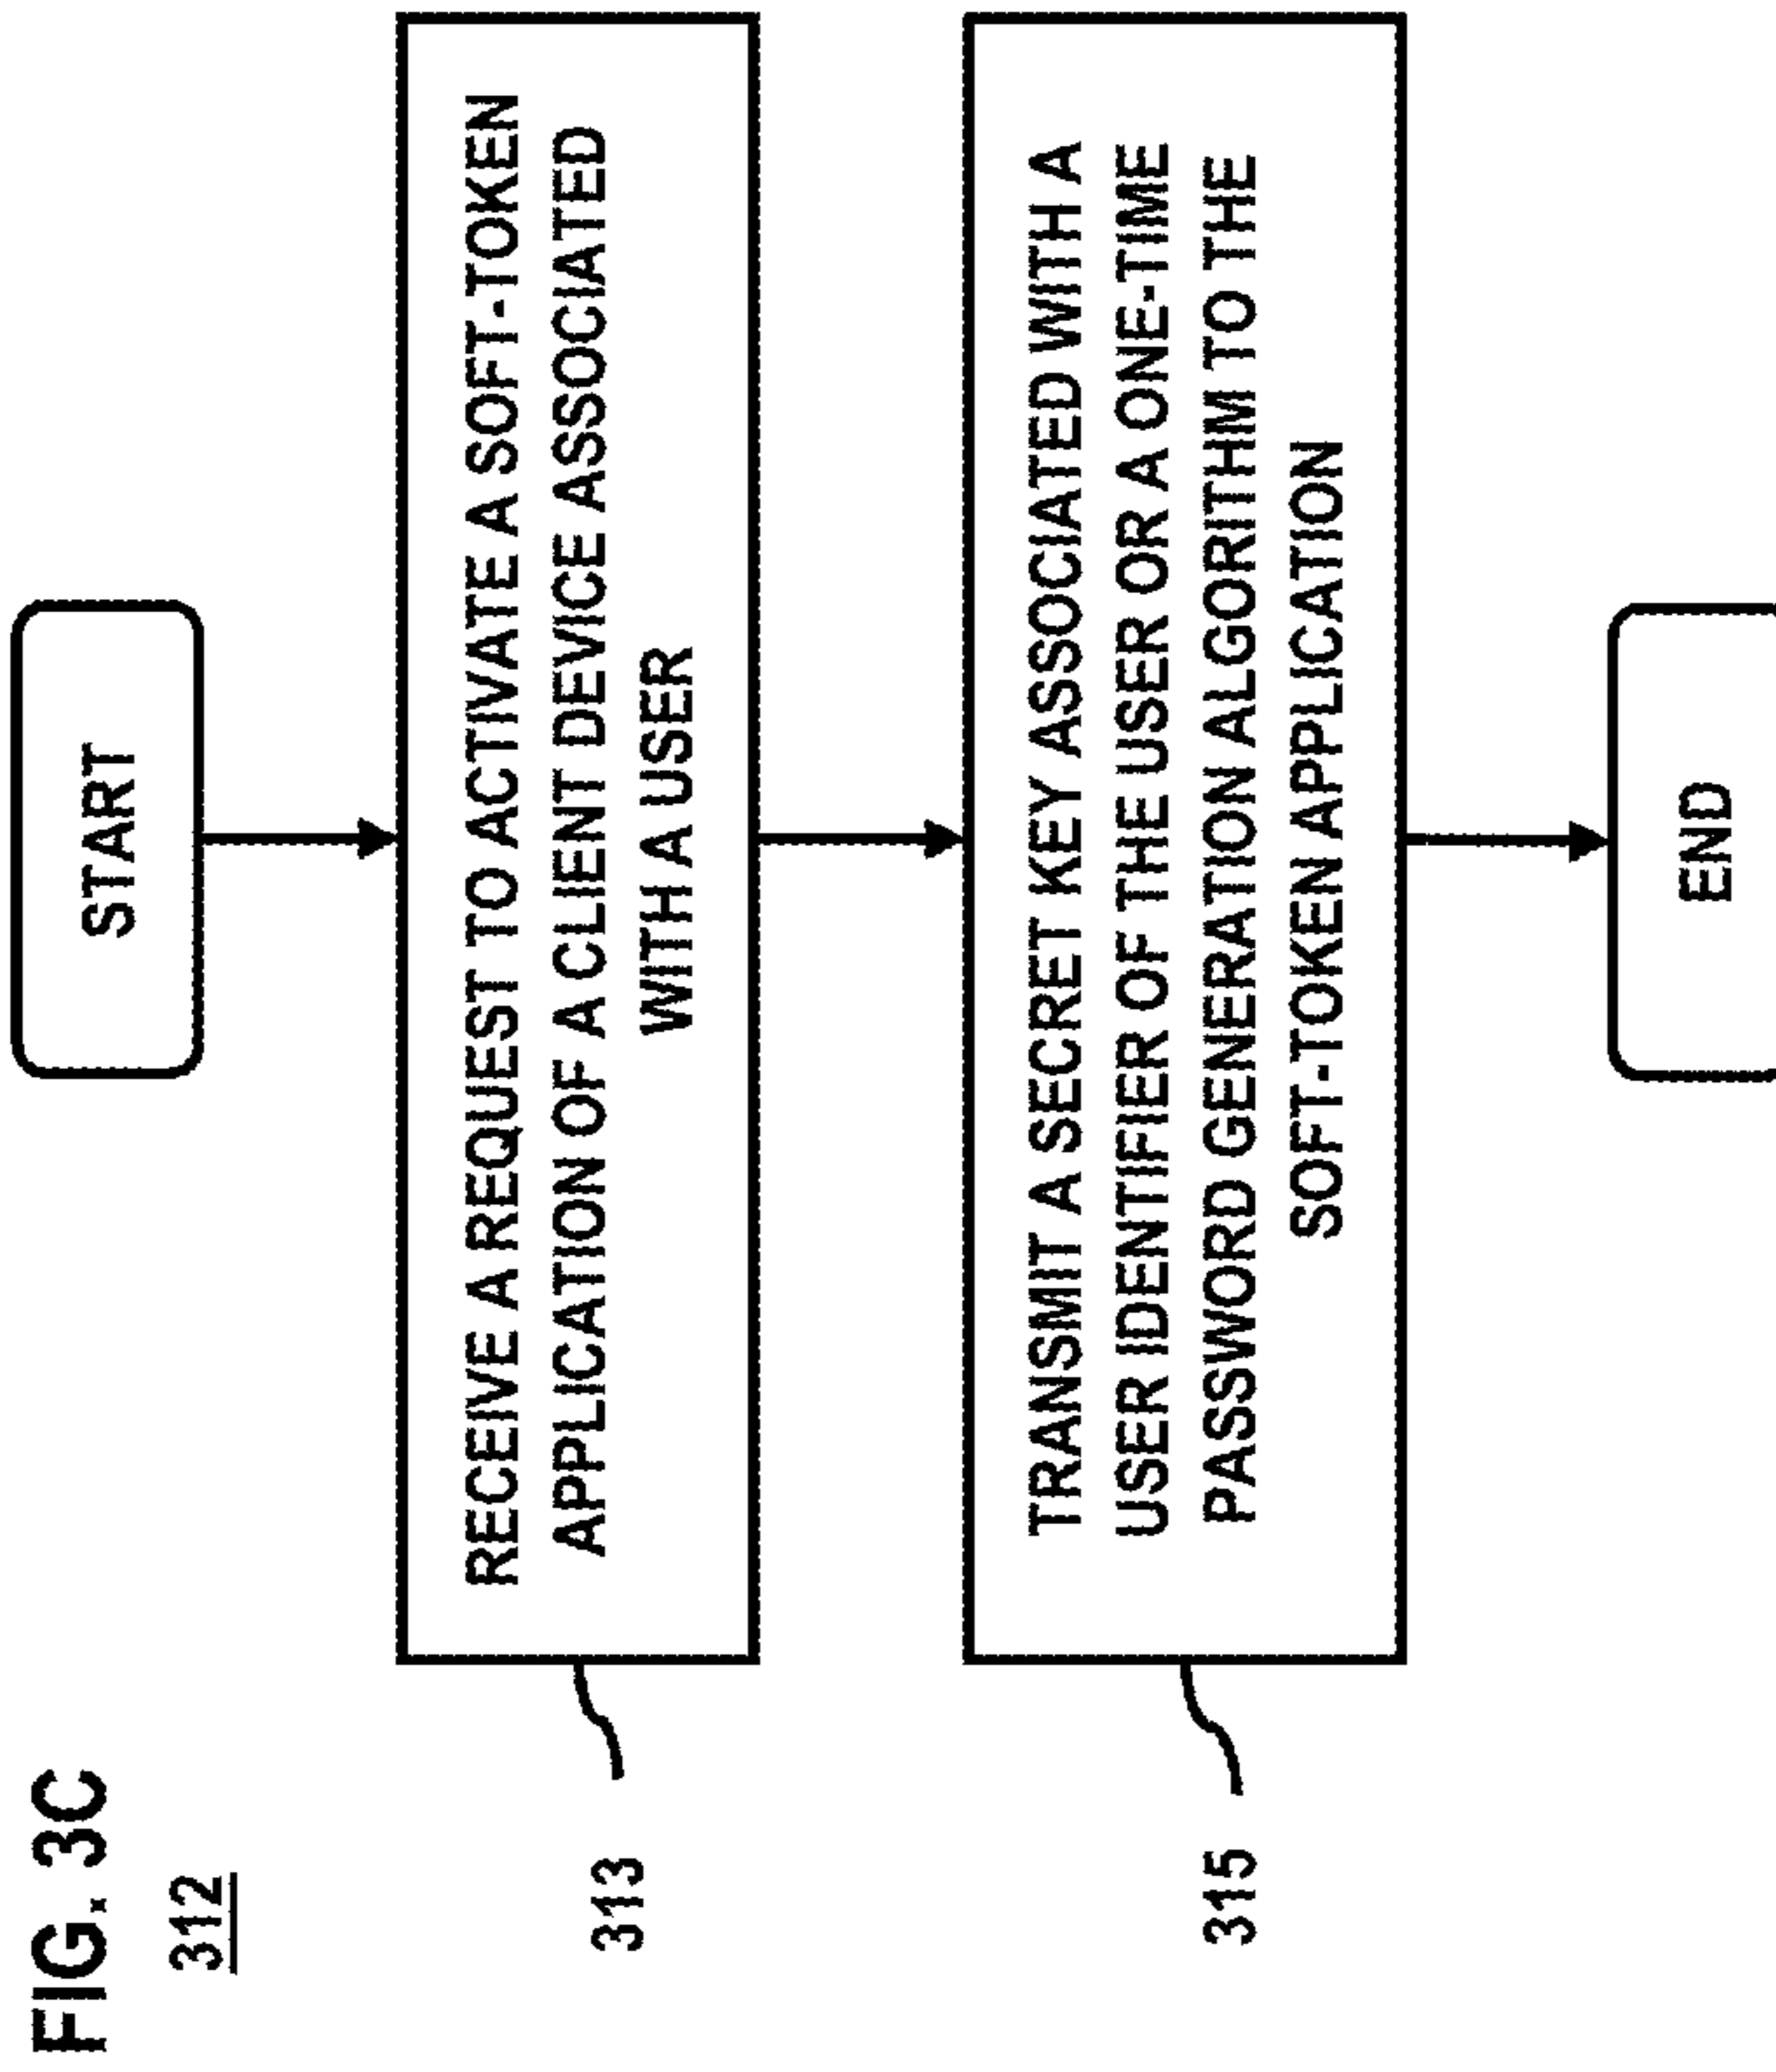 FIG. 3C
312
START
RECEIVE A REQUEST TO ACTIVATE A SOFT-TOKEN
APPLICATION OF A CLIENT DEVICE ASSOCIATED
WITH A USER
313
TRANSMIT A SECRET KEY ASSOCIATED WITH A
USER IDENTIFIER OF THE USER OR A ONE-TIME
PASSWORD GENERATION ALGORITHM TO THE
SOFT-TOKEN APPLICATION
315
END